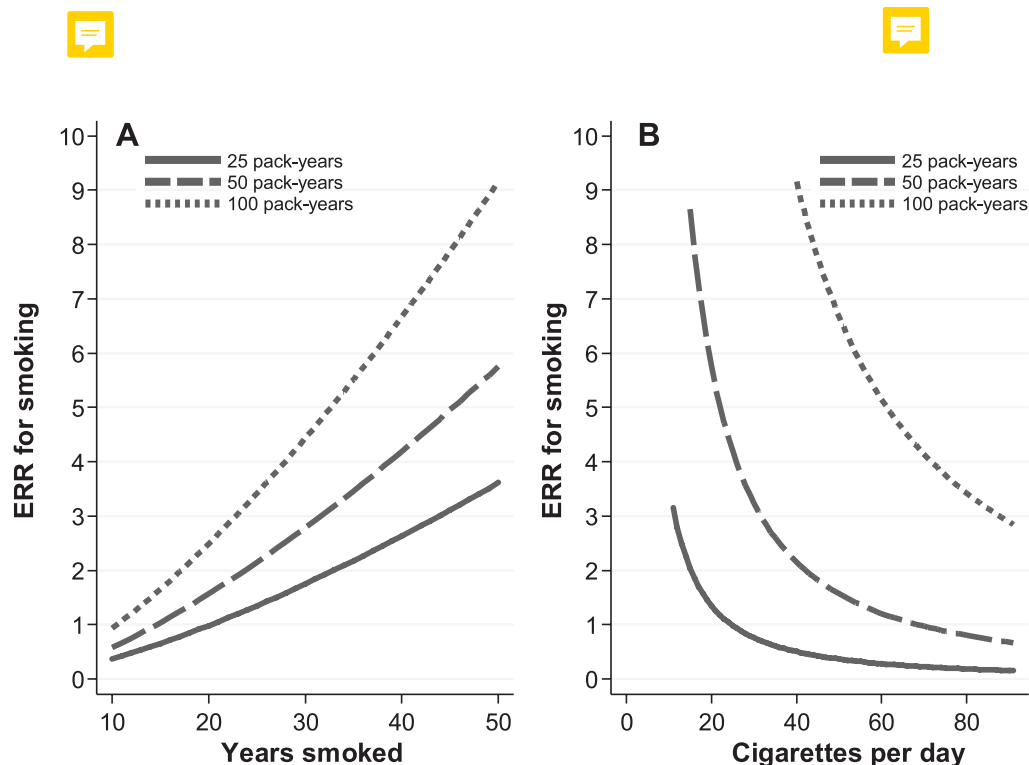 A
25 pack-years
50 pack-years
100 pack-years
10
9
8
7
6
5
4
3
2
1
0
ERR for smoking
10 20 30 40 50
Years smoked
B
25 pack-years
50 pack-years
100 pack-years
10
9
8
7
6
5
4
3
2
1
0
ERR for smoking
0 20 40 60 80
Cigarettes per day